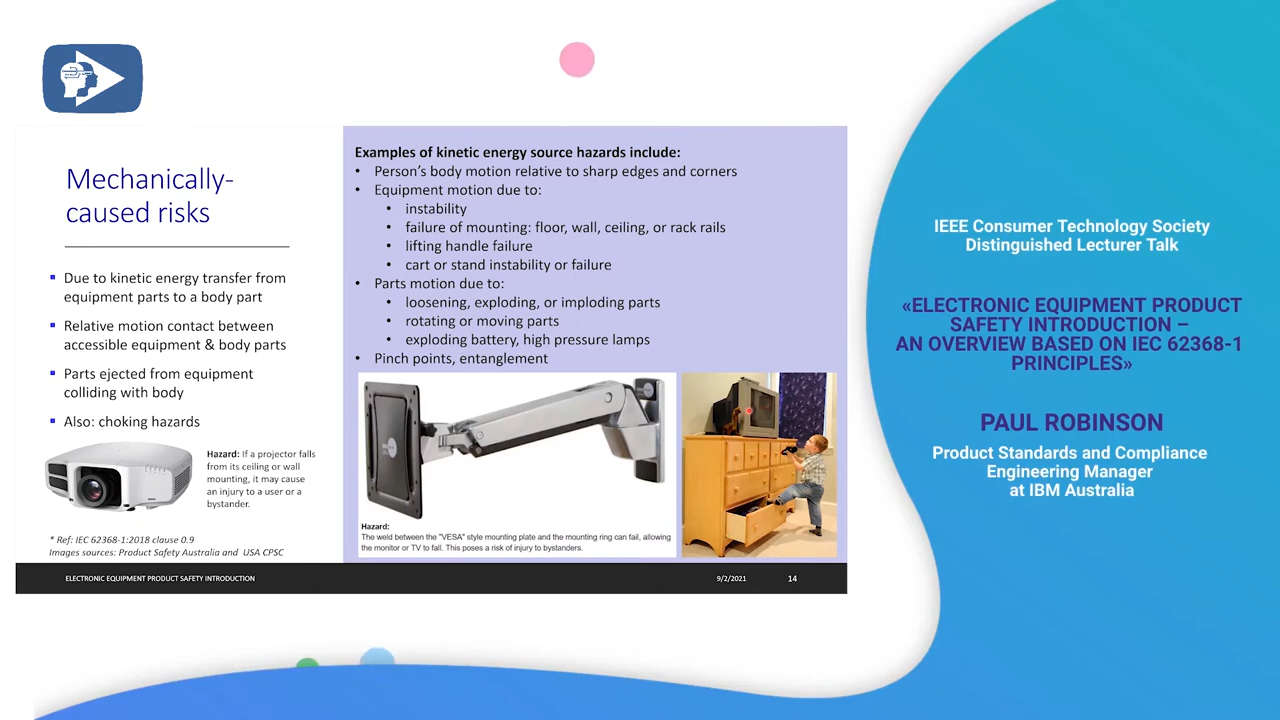 Mechanically-
caused risks
Due to kinetic energy transfer from
equipment parts to a body part
Relative motion contact between
accessible equipment & body parts
Parts ejected from equipment
colliding with body
Also: choking hazards
Hazard: If a projector falls
from its ceiling or wall
mounting, it may cause
an injury to a user or a
bystander.
* Ref: IEC 62368-1:2018 clause 0.9
Images sources: Product Safety Australia and USA CPSC
Examples of kinetic energy source hazards include:
• Person's body motion relative to sharp edges and corners
• Equipment motion due to:
• instability
• failure of mounting: floor, wall, ceiling, or rack rails
• lifting handle failure
• cart or stand instability or failure
• Parts motion due to:
• loosening, exploding, or imploding parts
• rotating or moving parts
• exploding battery, high pressure lamps
• Pinch points, entanglement
Hazard:
The weld between the "VESA" style mounting plate and the mounting ring can fail, allowing
the monitor or TV to fall. This poses a risk of injury to bystanders.
ELECTRONIC EQUIPMENT PRODUCT SAFETY INTRODUCTION
9/2/2021
14
IEEE Consumer Technology Society
Distinguished Lecturer Talk
«ELECTRONIC EQUIPMENT PRODUCT
SAFETY INTRODUCTION –
AN OVERVIEW BASED ON IEC 62368-1
PRINCIPLES»
PAUL ROBINSON
Product Standards and Compliance
Engineering Manager
at IBM Australia